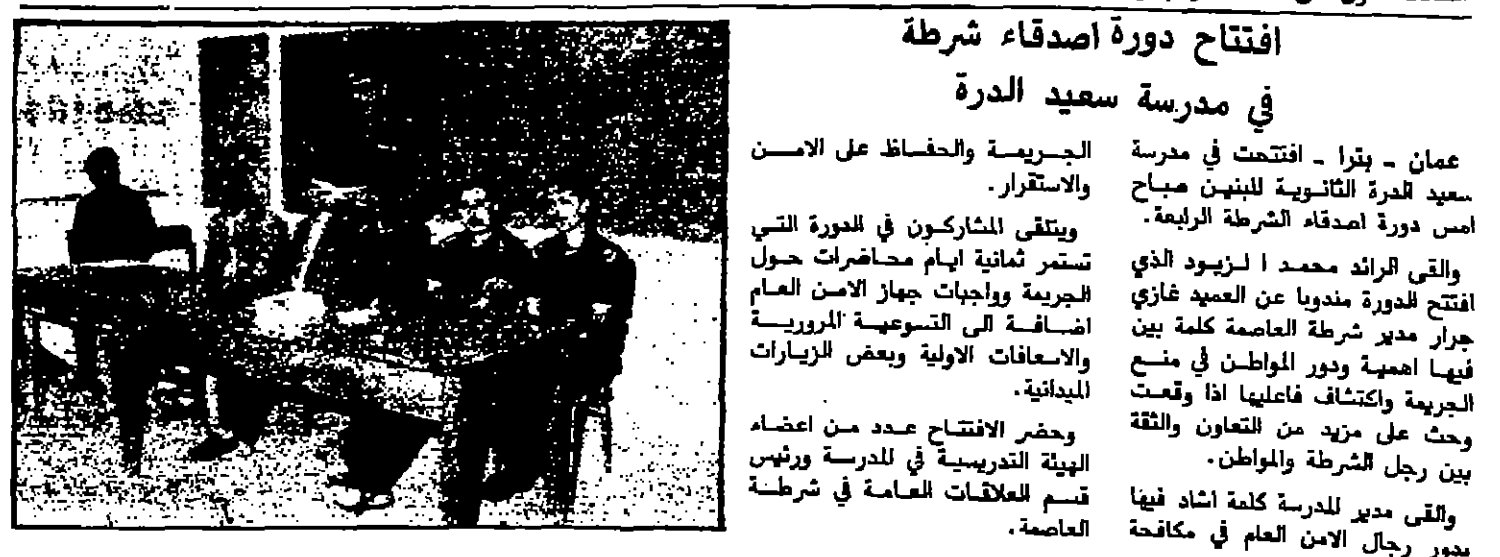 افتتاح دورة اصدقاء شرطة
في مدرسة سعيد الدرة
عمان ـ بترا ـ افتتحت في مدرسة
سعيد الدرة الثانوية للبنين صباح
امس دورة اصدقاء الشرطة الرابعة.
والقى الرائد محمد الزيود الذي
افتتح الدورة مندوبا عن العميد غازي
جرار مدير شرطة العاصمة كلمة بين
فيها اهمية ودور المواطن في منع
الجريمة واكتشاف فاعليها اذا وقعت
وحث على مزيد من التعاون والثقة
بين رجل الشرطة والمواطن.
والقى مدير المدرسة كلمة اشاد فيها
بدور رجال الامن العام في مكافحة
الجريمة والحفاظ على الامن
والاستقرار.
ويتلقى المشاركون في الدورة التي
تستمر ثمانية ايام محاضرات حول
الجريمة وواجبات جهاز الامن العام
اضافة الى التوعية المرورية
والاسعافات الاولية وبعض الزيارات
الميدانية.
وحضر الافتتاح عدد من اعضاء
الهيئة التدريسية في المدرسة ورئيس
قسم العلاقات العامة في شرطة
العاصمة.